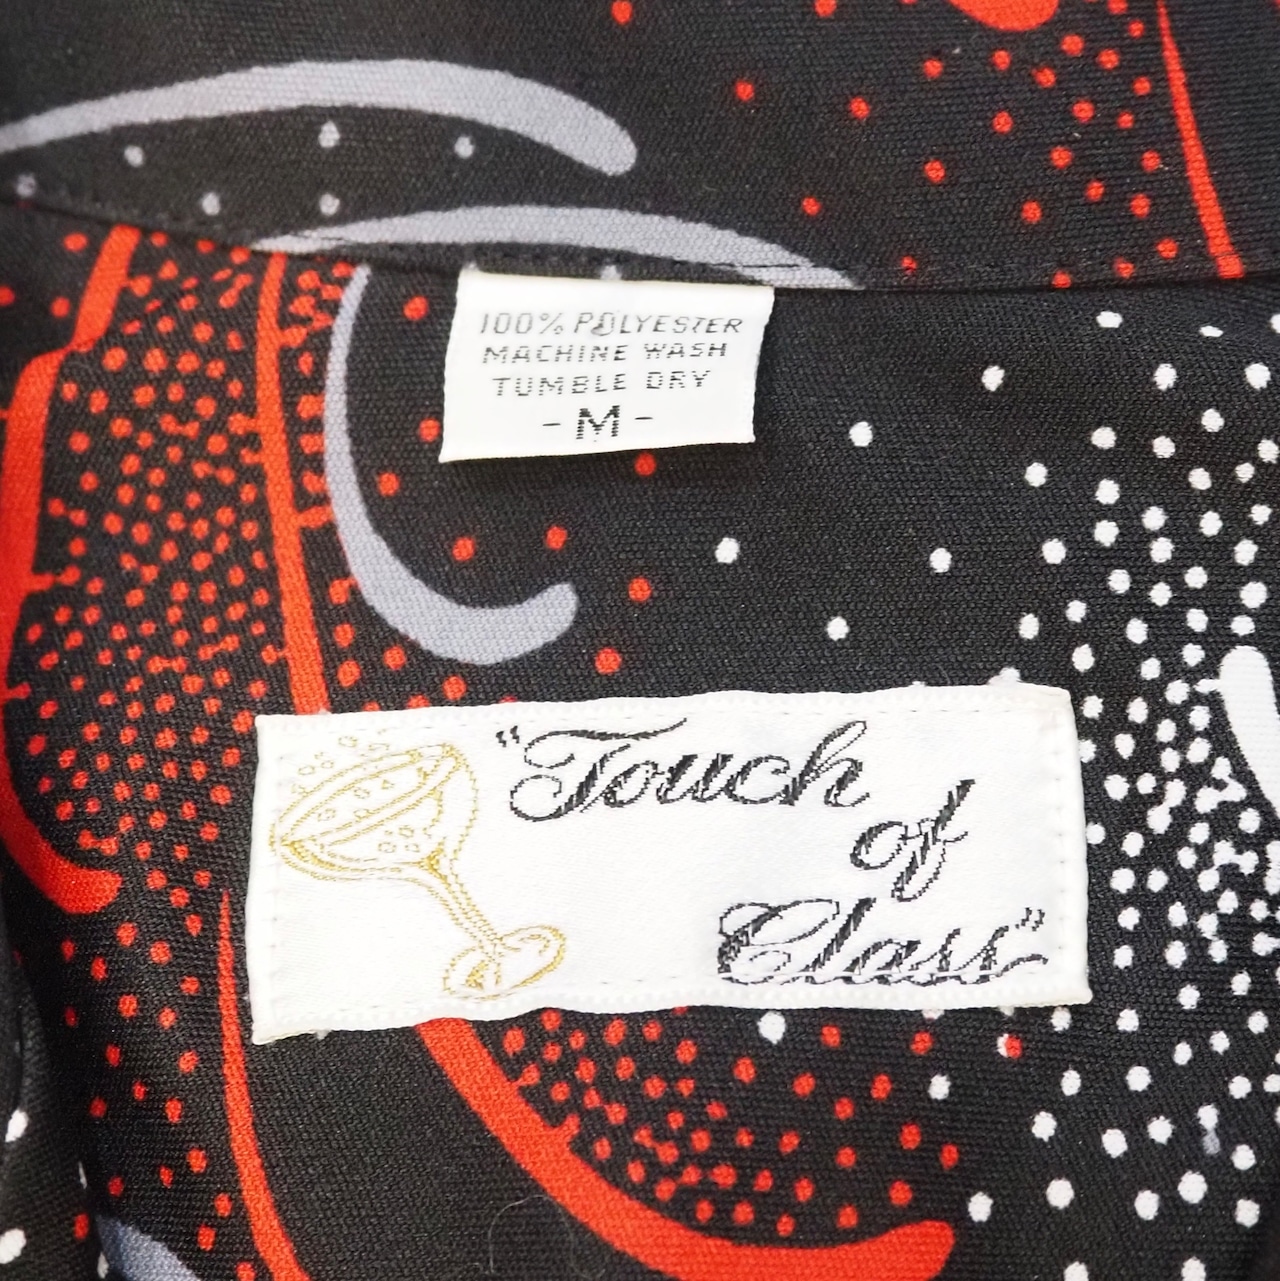 100% POLYESTER
MACHINE WASH
TUMBLE DRY
-M-
"Touch
of
Class"